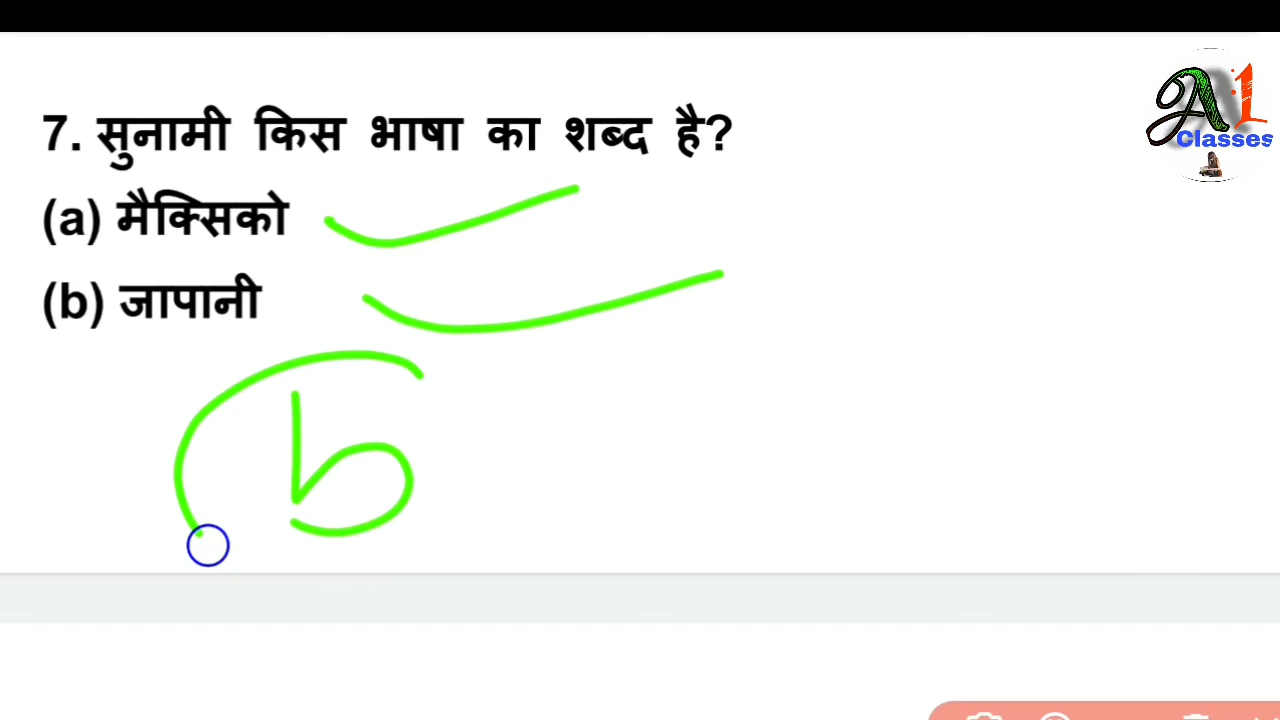 A1
Classes
7. सुनामी किस भाषा का शब्द है?
(a) मैक्सिको
(b) जापानी
b